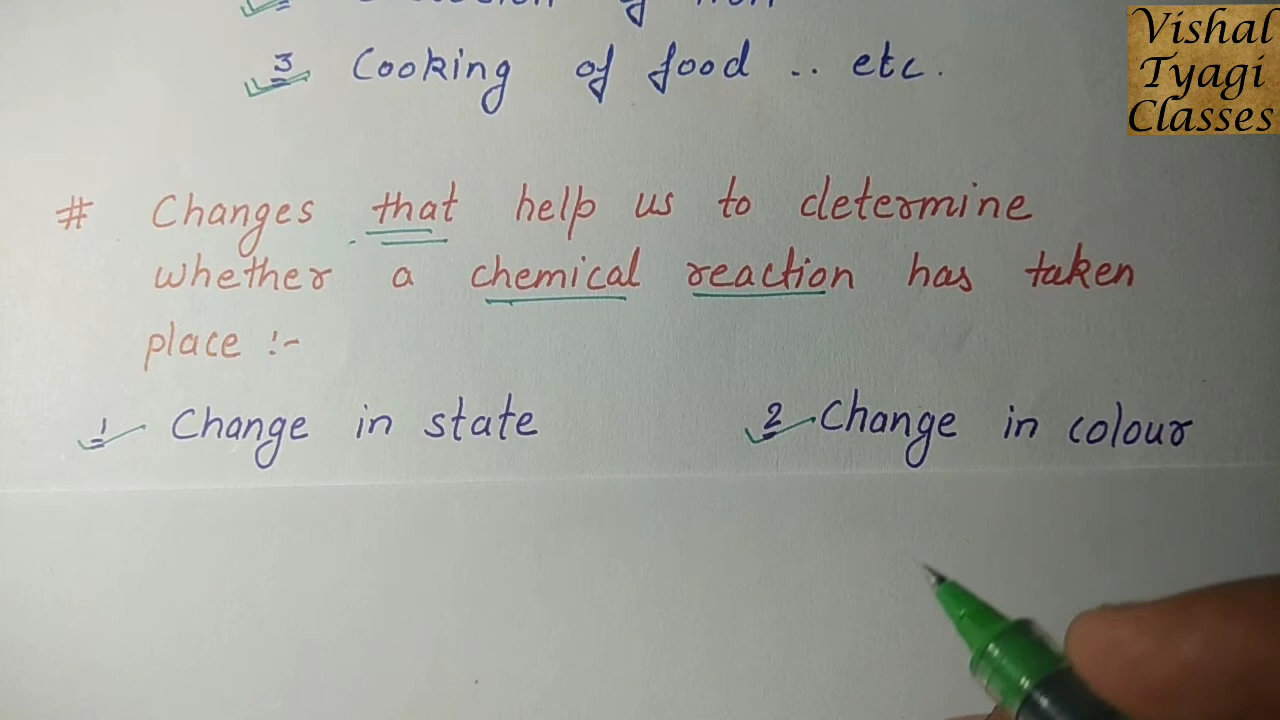 3 Cooking of food .. etc.
# Changes that help us to determine
whether a chemical reaction has taken
place :-
1 Change in state
2 Change in colour
Vishal
Tyagi
Classes